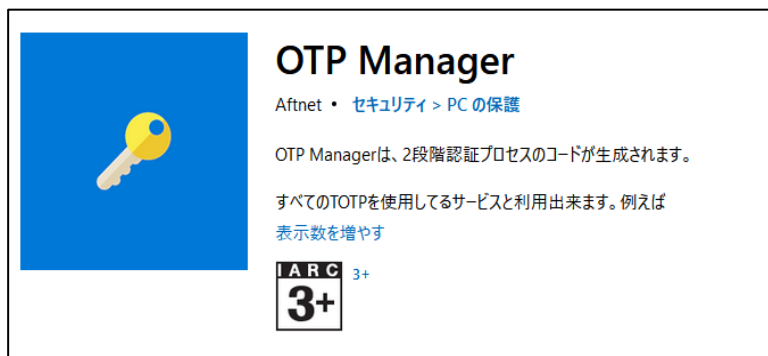 OTP Manager
Aftnet • セキュリティ > PC の保護
OTP Managerは、2段階認証プロセスのコードが生成されます。
すべてのTOTPを使用してるサービスと利用出来ます。例えば
表示数を増やす
IARC
3+
3+